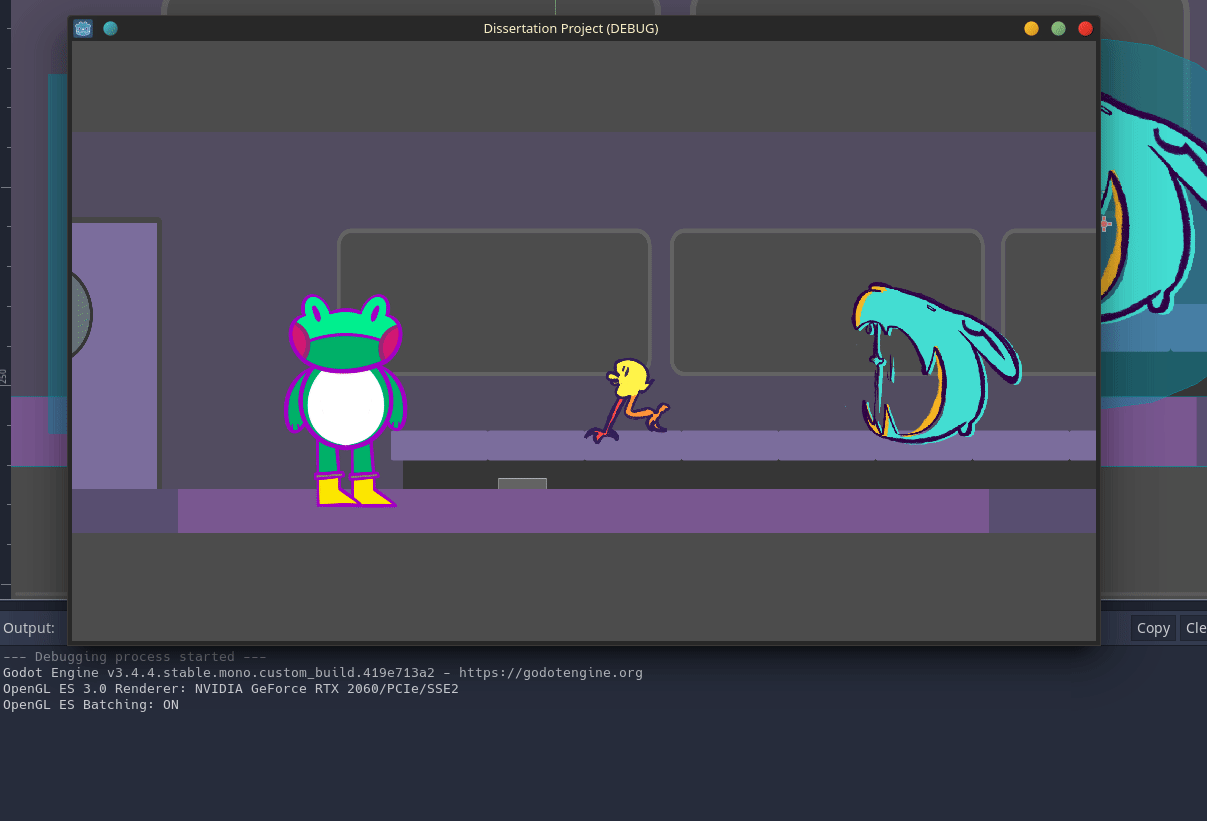 Dissertation Project (DEBUG)
250
Output:
Copy
Cle
--- Debugging process started ---
Godot Engine v3.4.4.stable.mono.custom_build.419e713a2 - https://godotengine.org
OpenGL ES 3.0 Renderer: NVIDIA GeForce RTX 2060/PCIe/SSE2
OpenGL ES Batching: ON